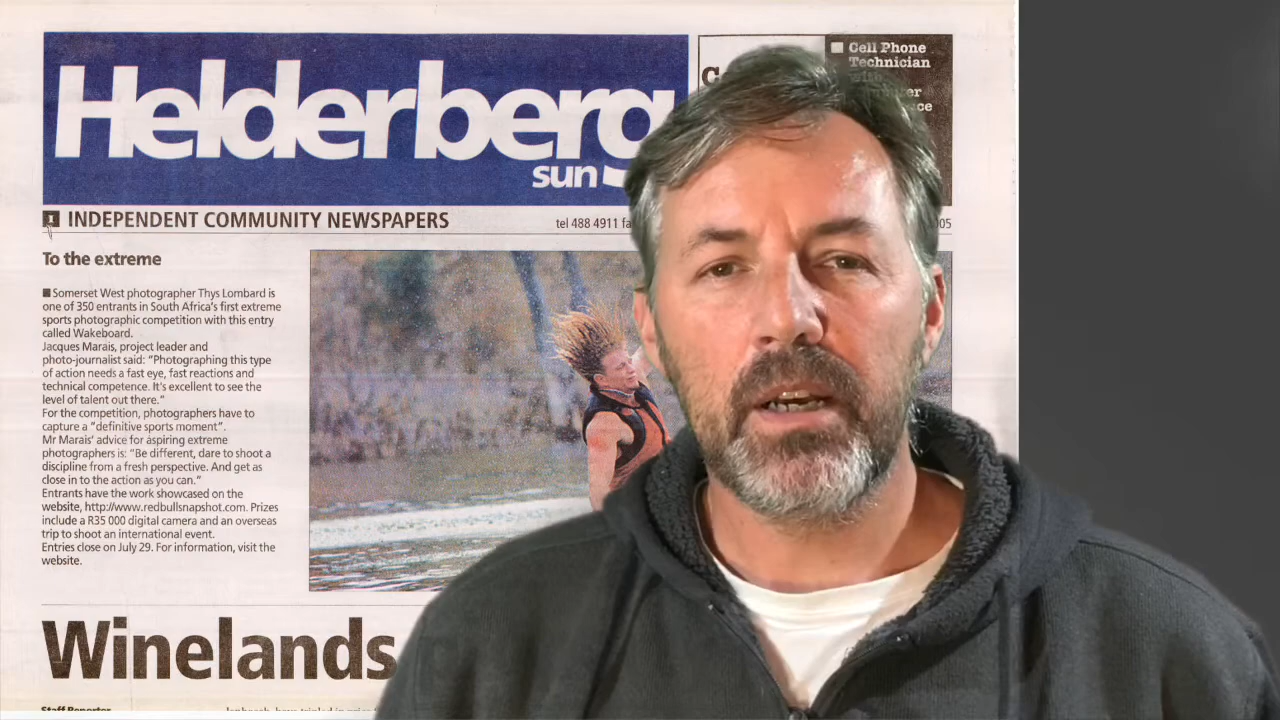 Helderberg
sun
Cell Phone
Technician
with
INDEPENDENT COMMUNITY NEWSPAPERS
tel 488 4911
To the extreme
Somerset West photographer Thys Lombard is
one of 350 entrants in South Africa's first extreme
sports photographic competition with this entry
called Wakeboard.
Jacques Marais, project leader and
photo-journalist said: "Photographing this type
of action needs a fast eye, fast reactions and
technical competence. It's excellent to see the
level of talent out there."
For the competition, photographers have to
capture a "definitive sports moment".
Mr Marais' advice for aspiring extreme
photographers is: "Be different, dare to shoot a
discipline from a fresh perspective. And get as
close in to the action as you can."
Entrants have the work showcased on the
website, http://www.redbullsnapshot.com. Prizes
include a R35 000 digital camera and an overseas
trip to shoot an international event.
Entries close on July 29. For information, visit the
website.
Winelands
Staff Reporter